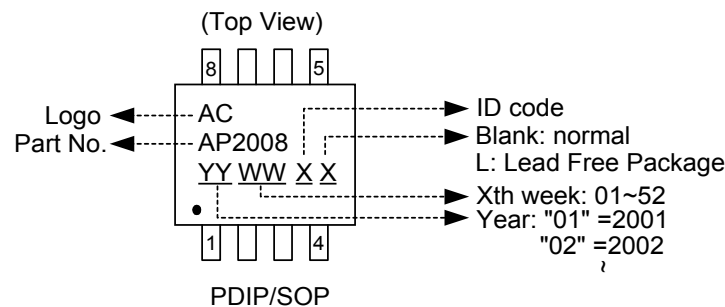 (Top View)
8 5
Logo AC ID code
Part No. AP2008 Blank: normal
L: Lead Free Package
YY WW X X
Xth week: 01~52
Year: "01" =2001
"02" =2002
~
1 4
PDIP/SOP